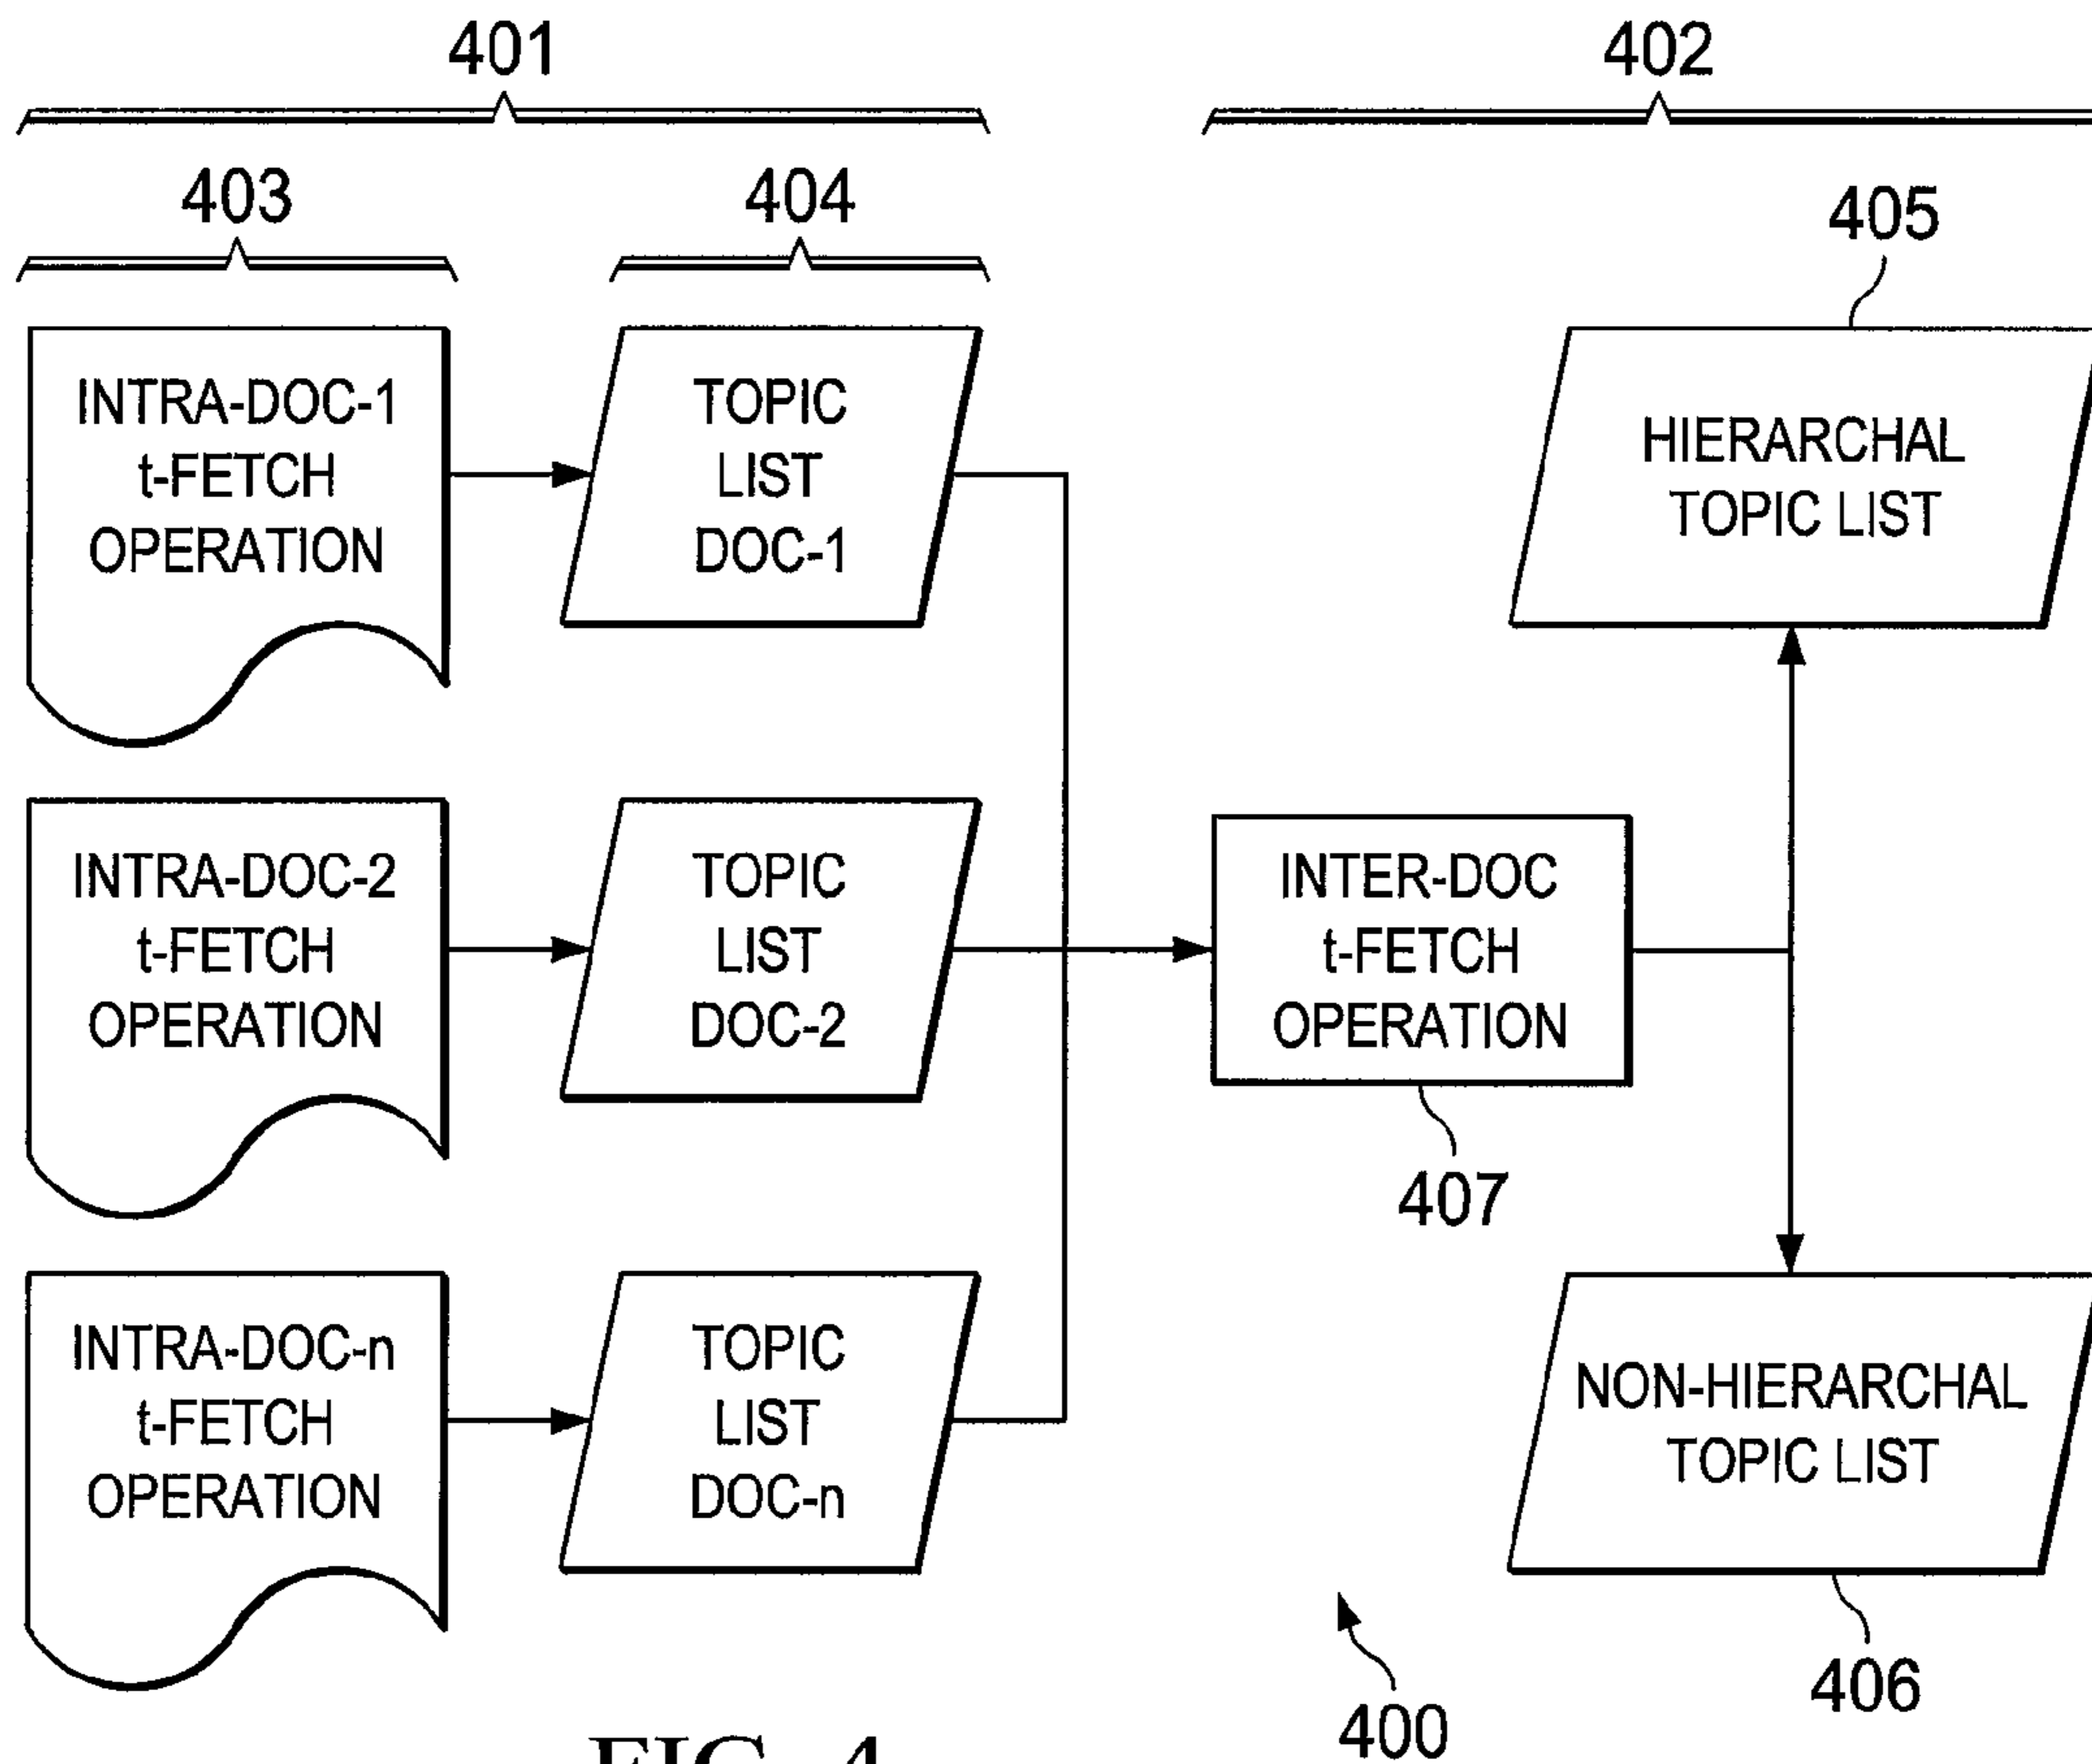 401
402
403
404
405
INTRA-DOC-1
t-FETCH
OPERATION
TOPIC
LIST
DOC-1
HIERARCHAL
TOPIC LIST
INTRA-DOC-2
t-FETCH
OPERATION
TOPIC
LIST
DOC-2
INTER-DOC
t-FETCH
OPERATION
407
INTRA-DOC-n
t-FETCH
OPERATION
TOPIC
LIST
DOC-n
NON-HIERARCHAL
TOPIC LIST
406
400
FIG. 4